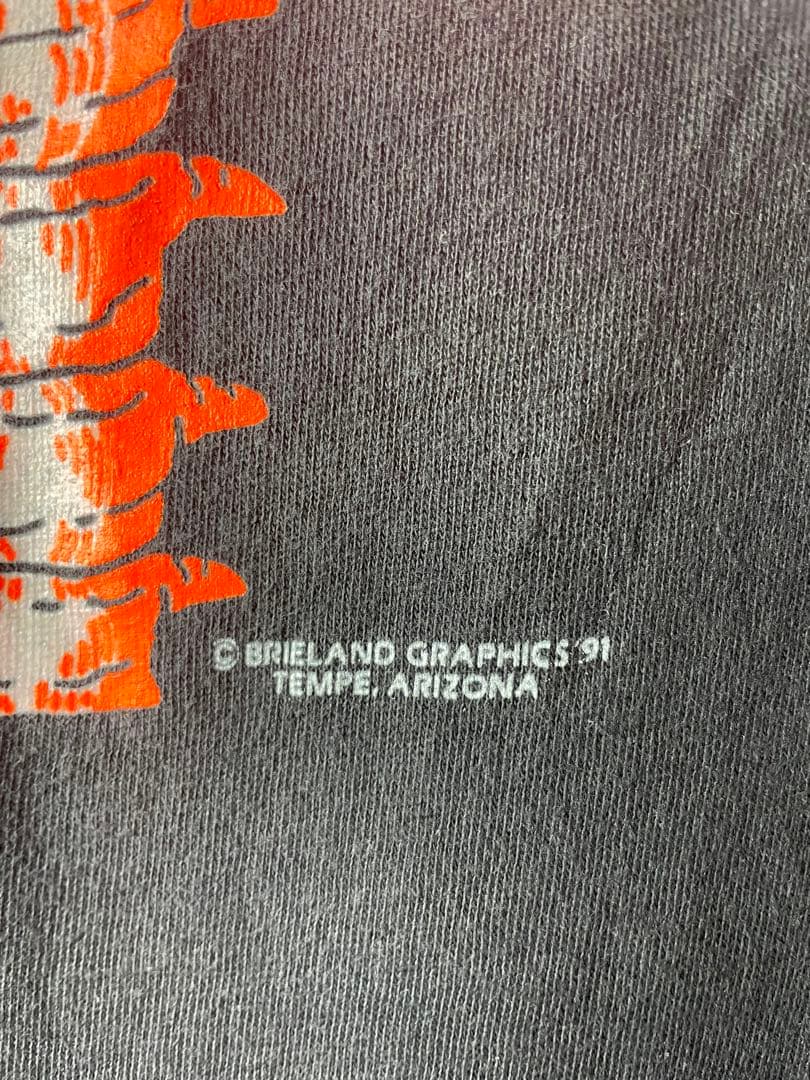 © BRIELAND GRAPHICS '91
TEMPE, ARIZONA